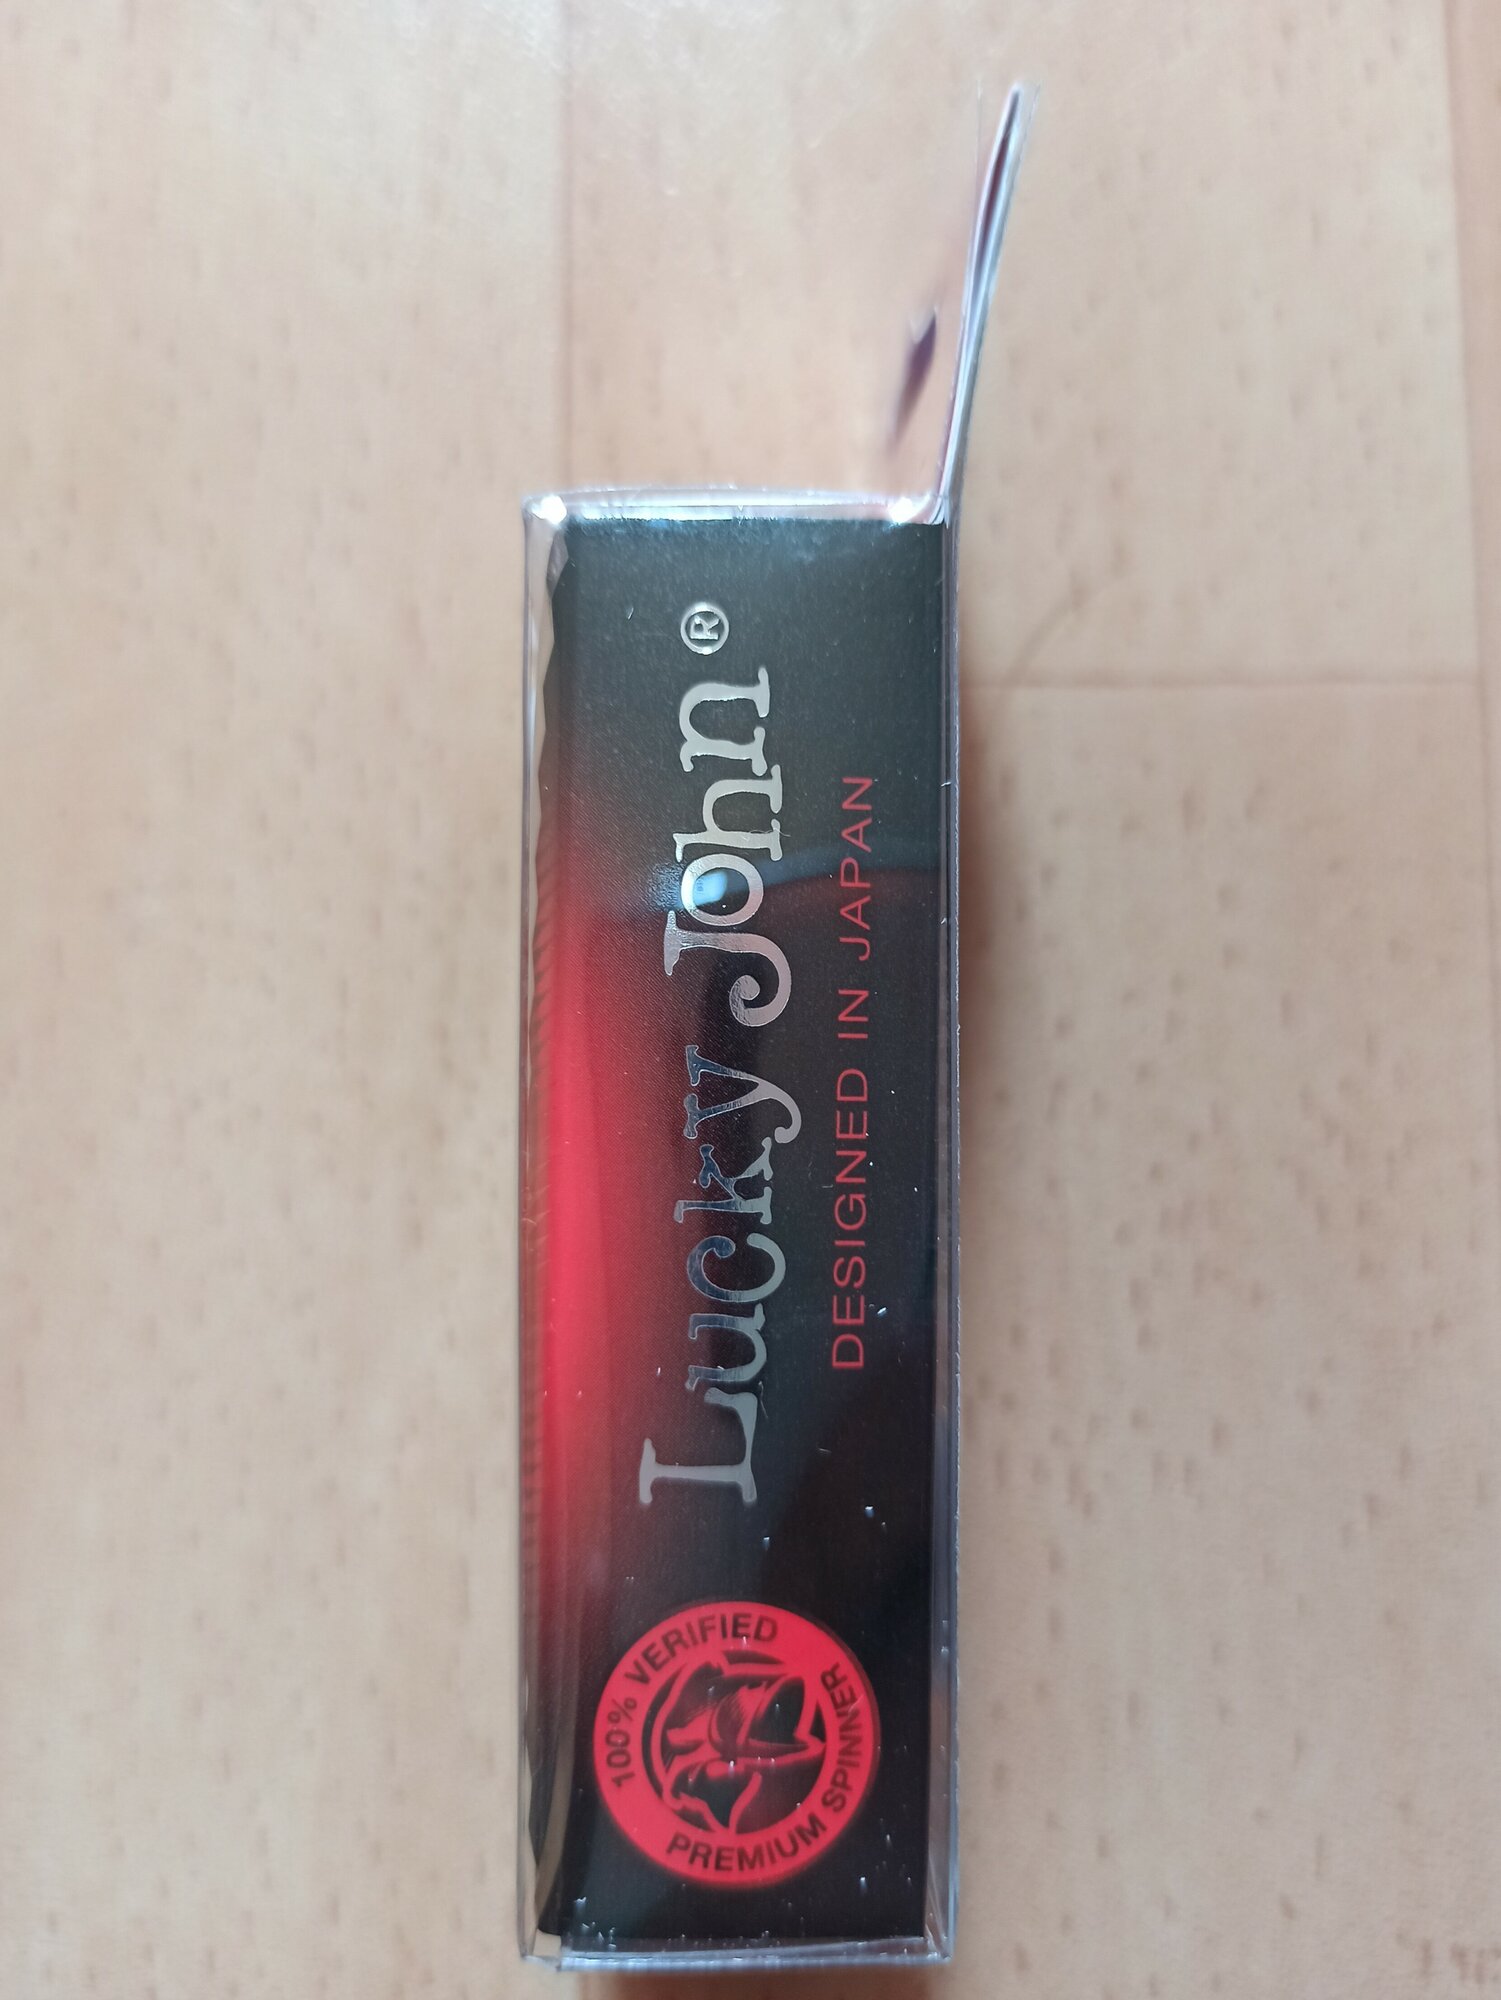 Lucky John®
DESIGNED IN JAPAN
100% VERIFIED
PREMIUM SPINNER